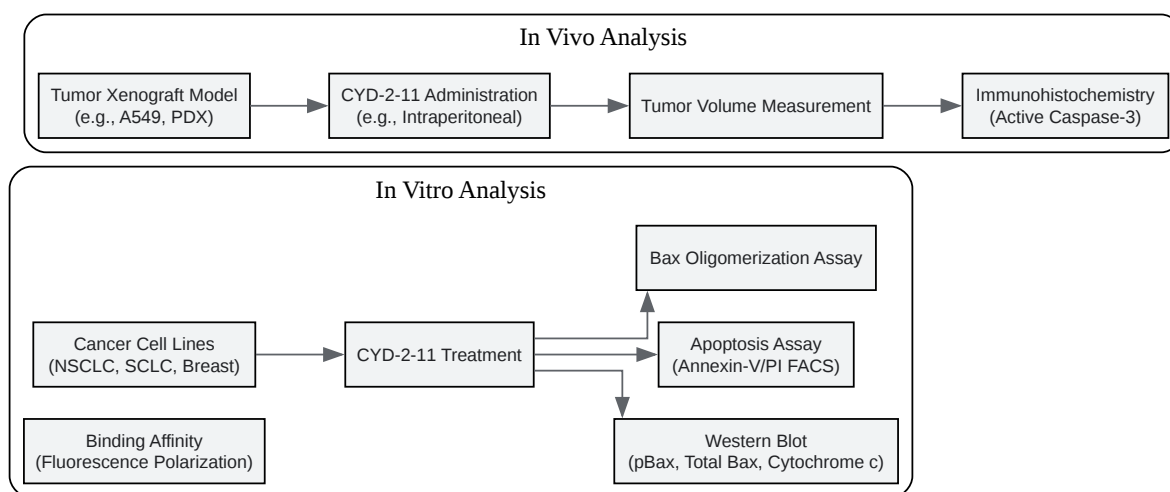 In Vivo Analysis
Tumor Xenograft Model
(e.g., A549, PDX)
CYD-2-11 Administration
(e.g., Intraperitoneal)
Tumor Volume Measurement
Immunohistochemistry
(Active Caspase-3)
In Vitro Analysis
Bax Oligomerization Assay
Cancer Cell Lines
(NSCLC, SCLC, Breast)
CYD-2-11 Treatment
Apoptosis Assay
(Annexin-V/PI FACS)
Binding Affinity
(Fluorescence Polarization)
Western Blot
(pBax, Total Bax, Cytochrome c)